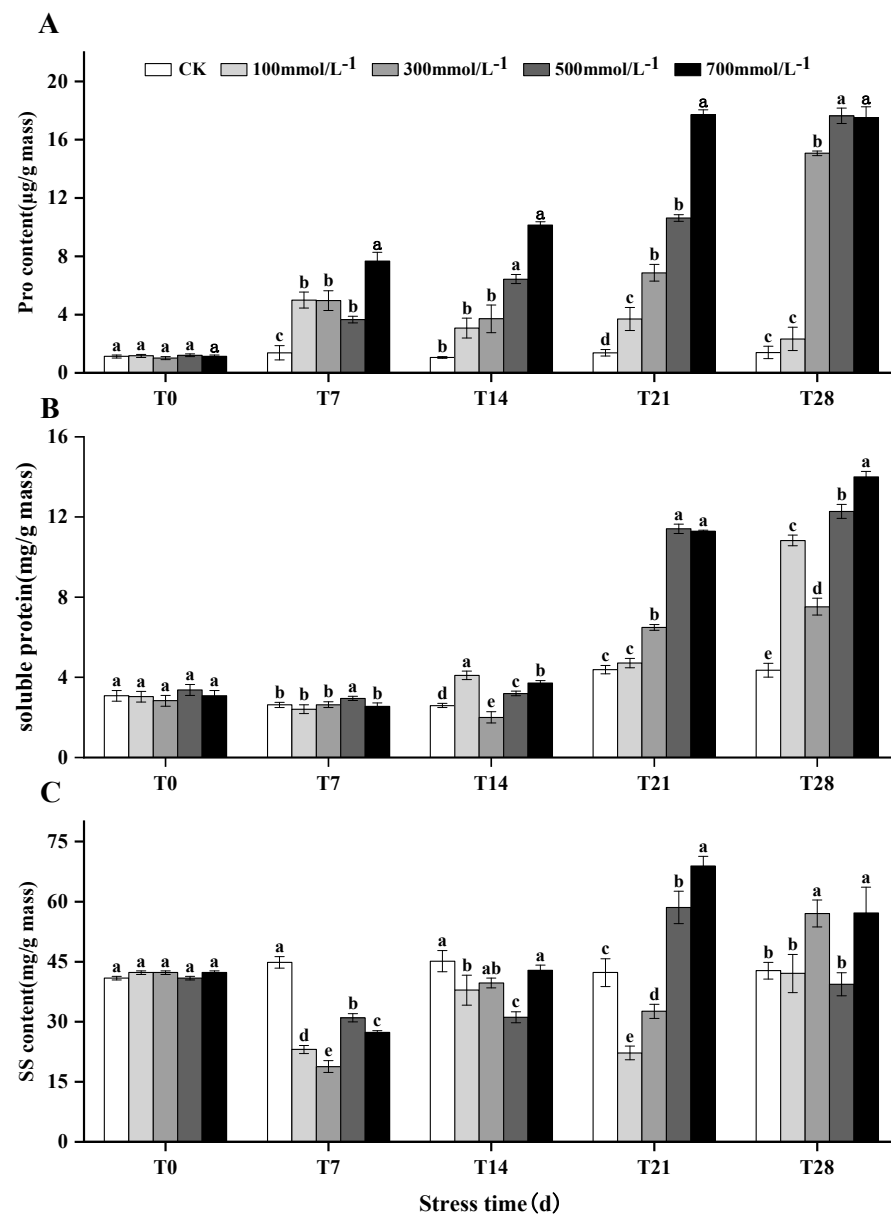 A
CK 100mmol/L-1 300mmol/L-1 500mmol/L-1 700mmol/L-1
Pro content(μg/g mass)
20
16
12
8
4
0
a a a a a
c b b b a
b b b a a
d c b b a
c c b a a
T0 T7 T14 T21 T28
B
soluble protein(mg/g mass)
16
12
8
4
0
a a a a a
b b b a b
d a e c b
c c b a a
e c d b a
T0 T7 T14 T21 T28
C
SS content(mg/g mass)
75
60
45
30
15
0
a a a a a
a d e b c
a b ab c a
c e d b a
b b a b a
T0 T7 T14 T21 T28
Stress time(d)